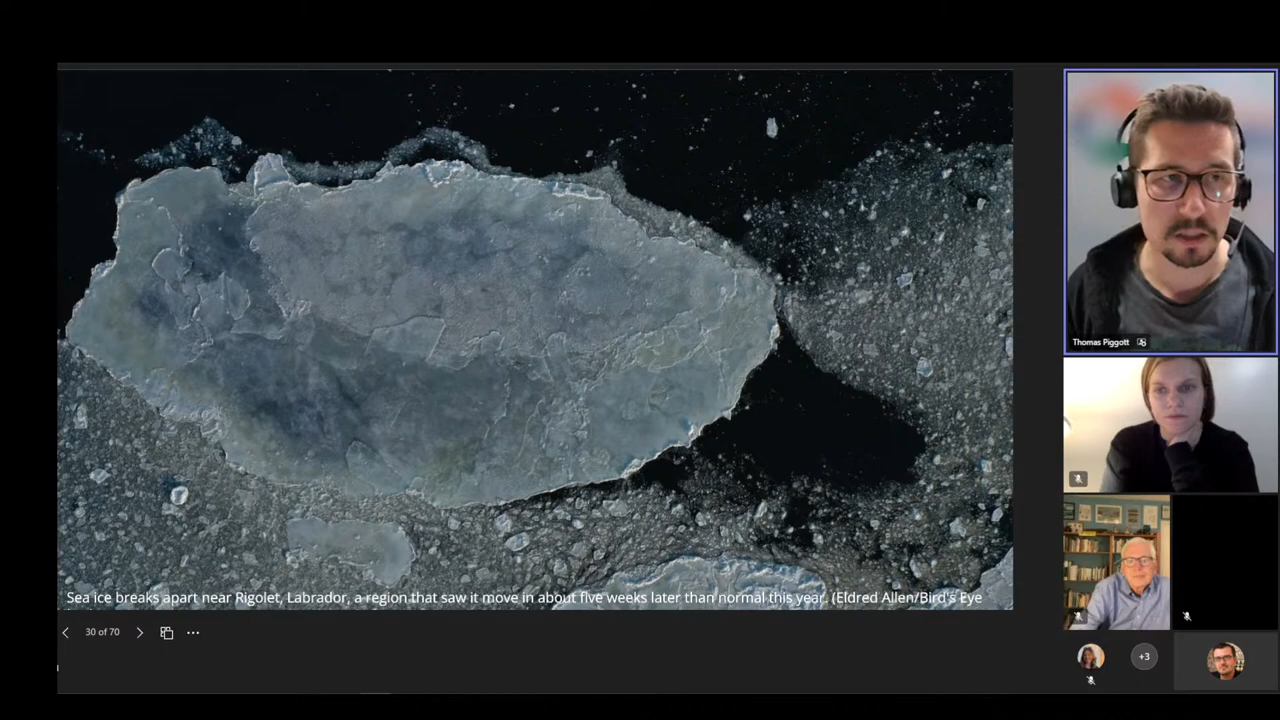 Thomas Piggott
Sea ice breaks apart near Rigolet, Labrador, a region that saw it move in about five weeks later than normal this year. (Eldred Allen/Bird's Eye
30 of 70
+3